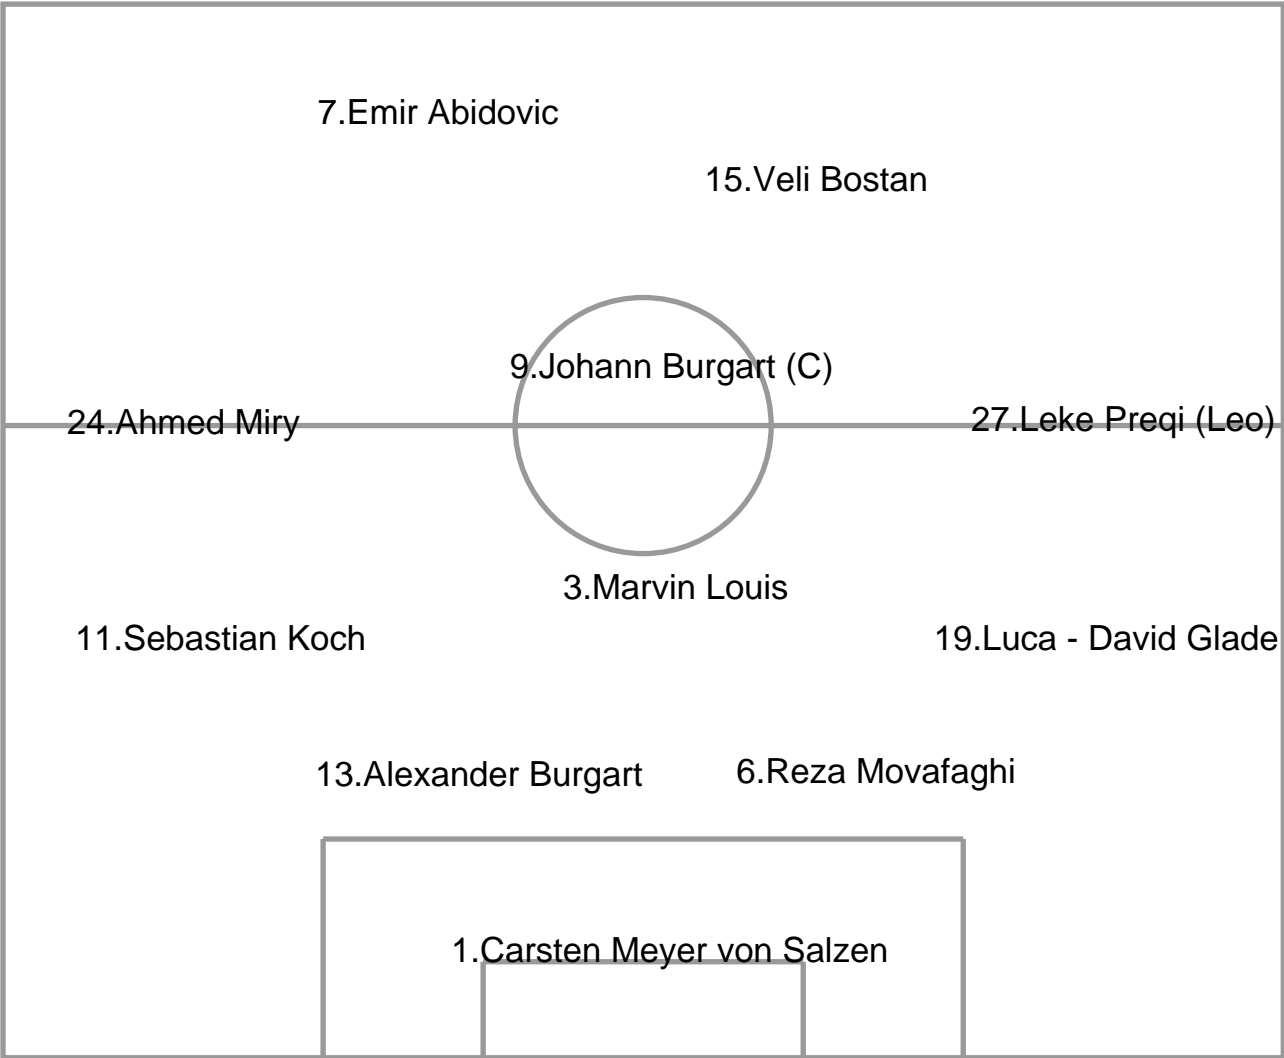 7.Emir Abidovic
15.Veli Bostan
9.Johann Burgart (C)
24.Ahmed Miry
27.Leke Preqi (Leo)
3.Marvin Louis
11.Sebastian Koch
19.Luca - David Glade
13.Alexander Burgart
6.Reza Movafaghi
1.Carsten Meyer von Salzen